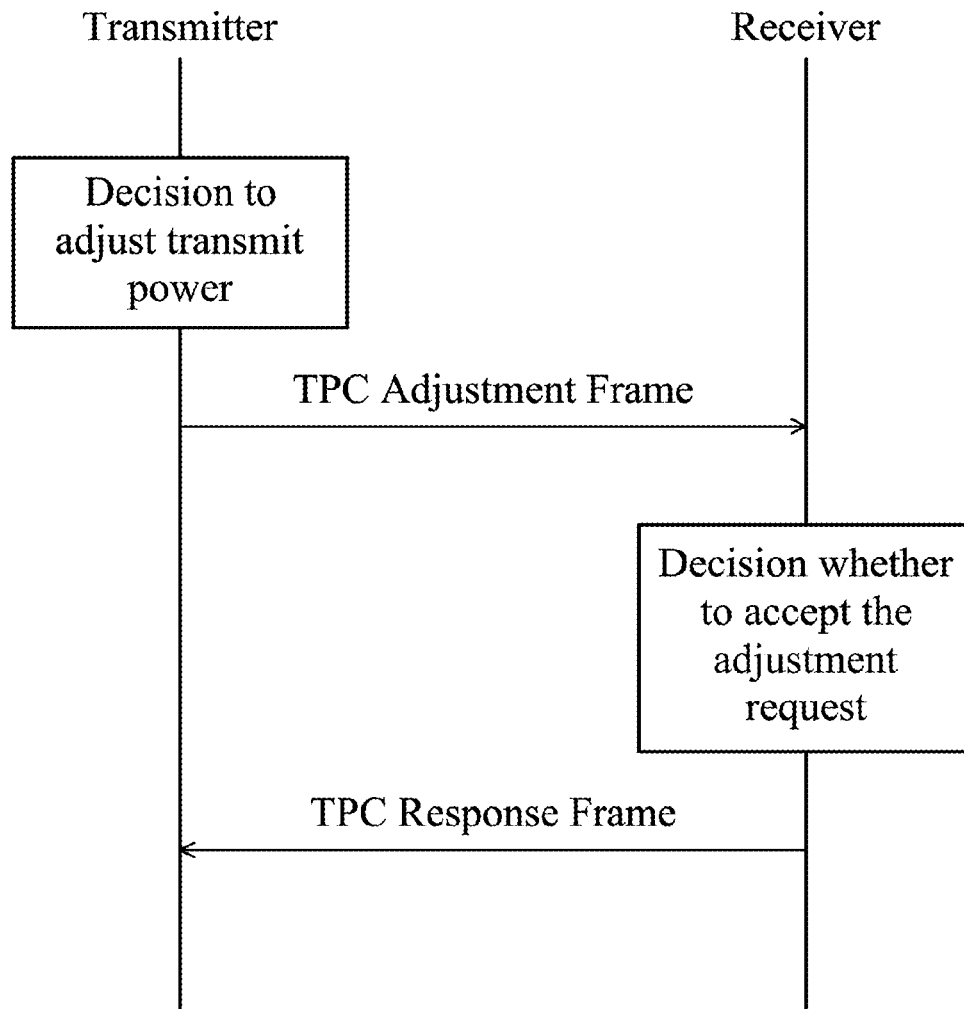 Transmitter
Receiver
Decision to
adjust transmit
power
TPC Adjustment Frame
Decision whether
to accept the
adjustment
request
TPC Response Frame